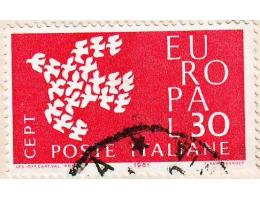 EU
RO
PA
L.30
CEPT
POSTE ITALIANE
1961